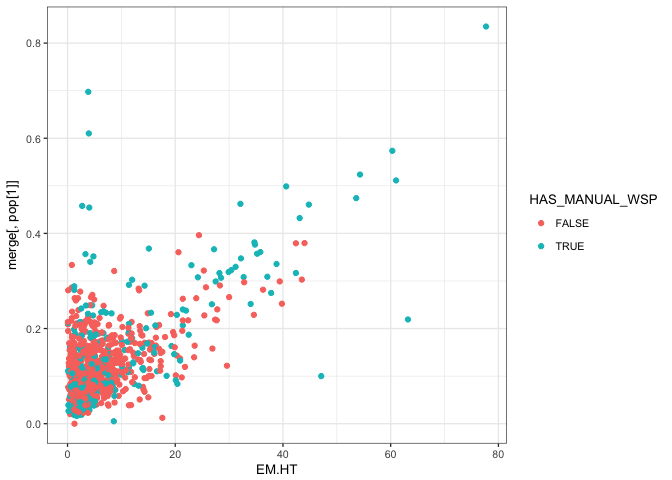 0.8
0.6
0.4
0.2
0.0
merge[, pop[1]]
0 20 40 60 80
EM.HT
HAS_MANUAL_WSP
FALSE
TRUE